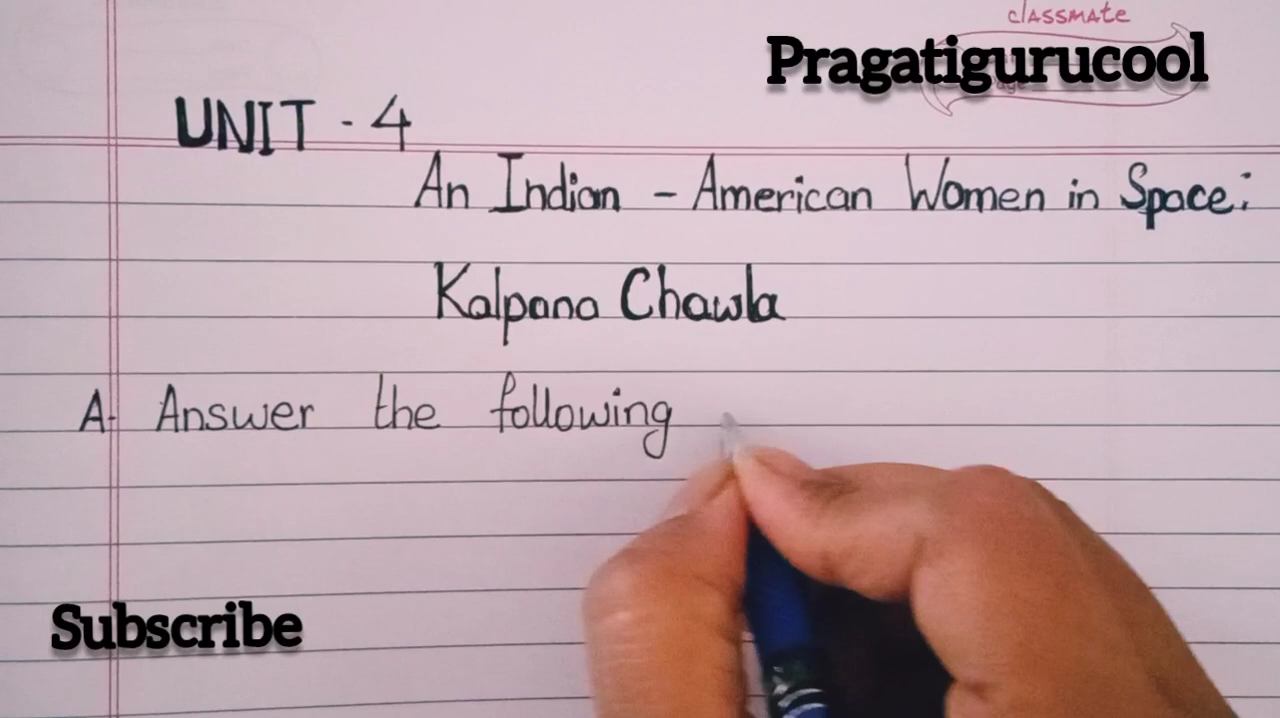 classmate
Pragatigurucool
UNIT - 4
An Indian - American Women in Space:
Kalpana Chawla
A. Answer the following
Subscribe